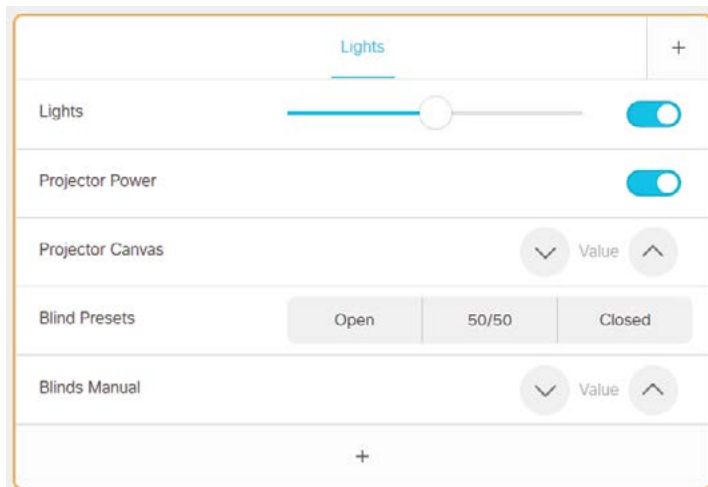 Lights
+
Lights
Projector Power
Projector Canvas Value
Blind Presets Open 50/50 Closed
Blinds Manual Value
+